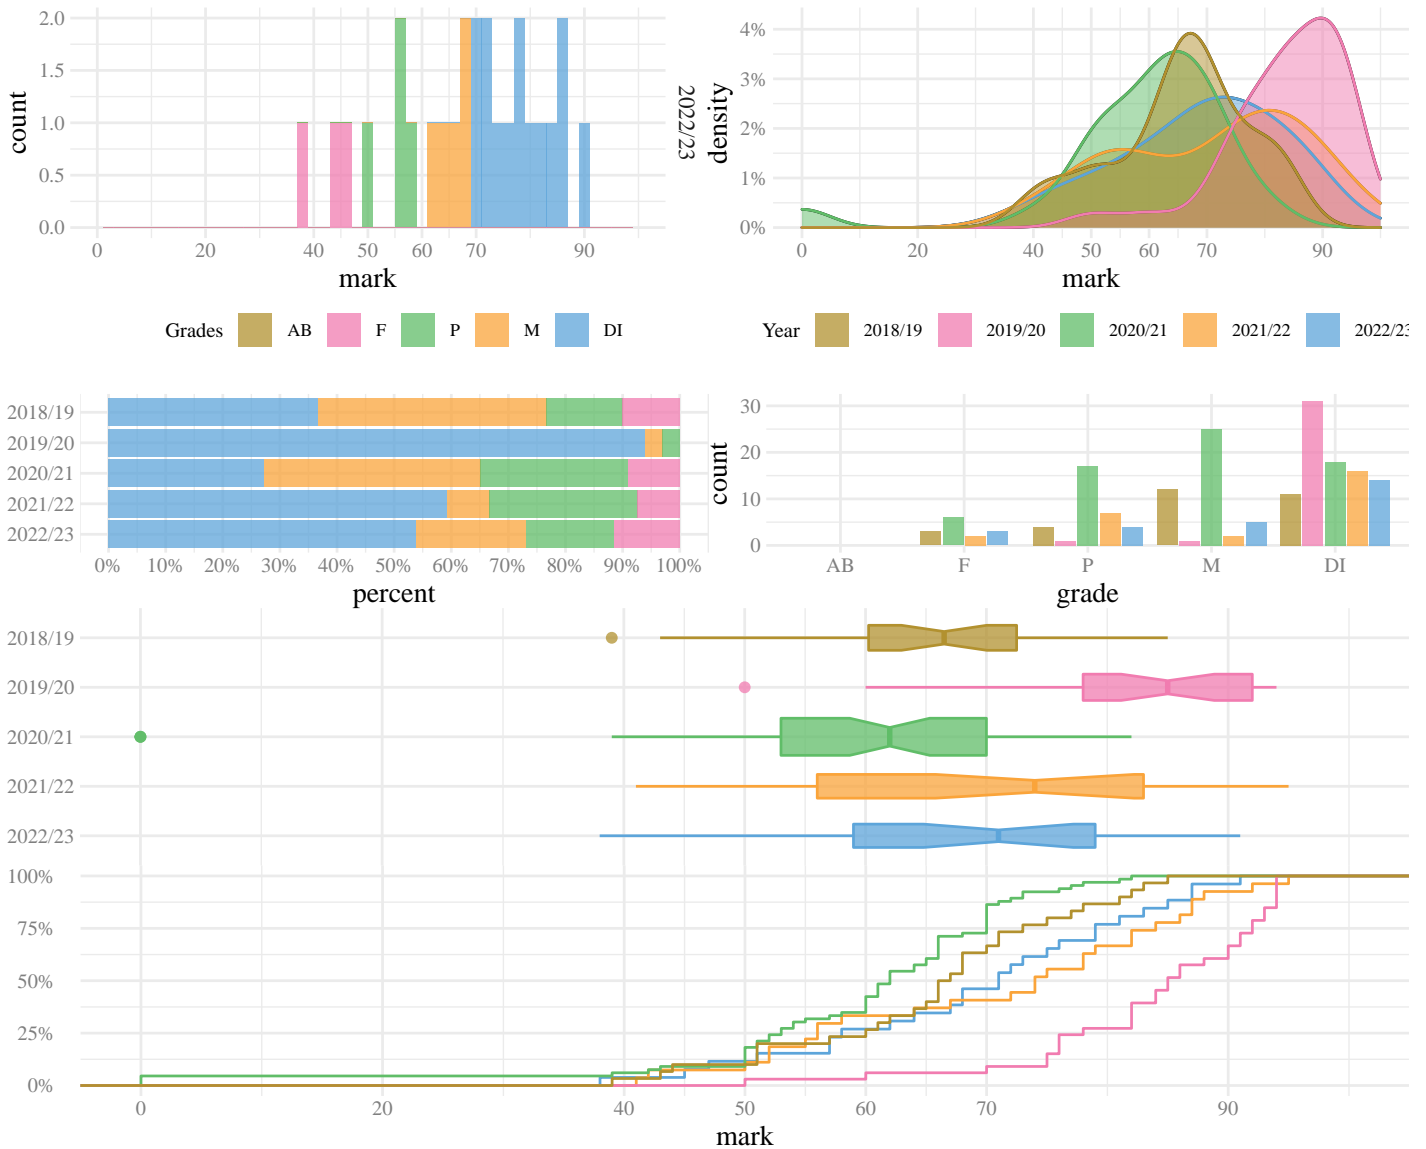 2.0
1.5
1.0
0.5
0.0
count
0 20 40 50 60 70 90
mark
2022/23
4%
3%
2%
1%
0%
density
0 20 40 50 60 70 90
mark
Grades AB F P M DI
Year 2018/19 2019/20 2020/21 2021/22 2022/23
2018/19
2019/20
2020/21
2021/22
2022/23
0% 10% 20% 30% 40% 50% 60% 70% 80% 90% 100%
percent
30
20
10
0
count
AB F P M DI
grade
2018/19
2019/20
2020/21
2021/22
2022/23
100%
75%
50%
25%
0%
0 20 40 50 60 70 90
mark